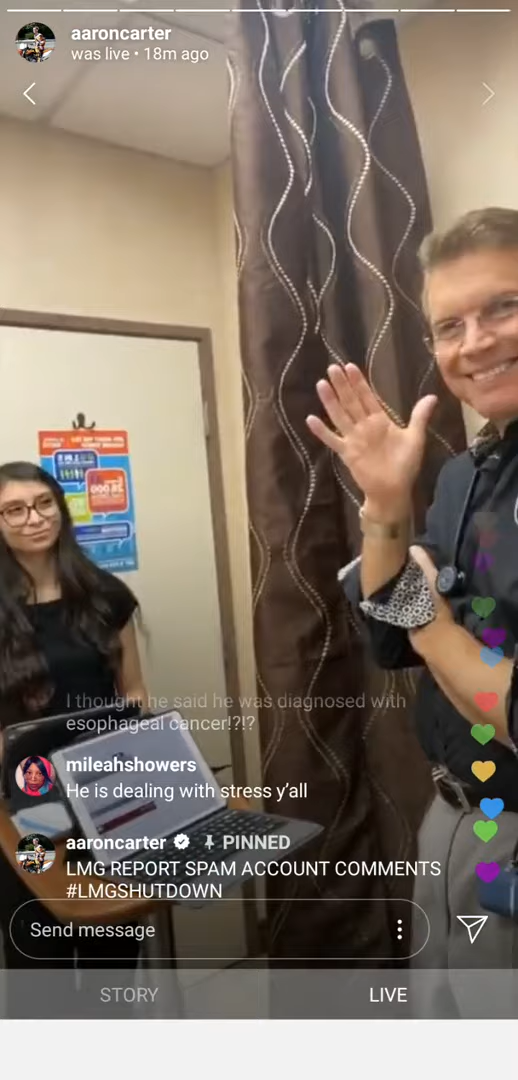 aaroncarter
was live • 18m ago
I thought he said he was diagnosed with
esophageal cancer!?!?
mileahshowers
He is dealing with stress y'all
aaroncarter PINNED
LMG REPORT SPAM ACCOUNT COMMENTS
#LMGSHUTDOWN
Send message
STORY LIVE